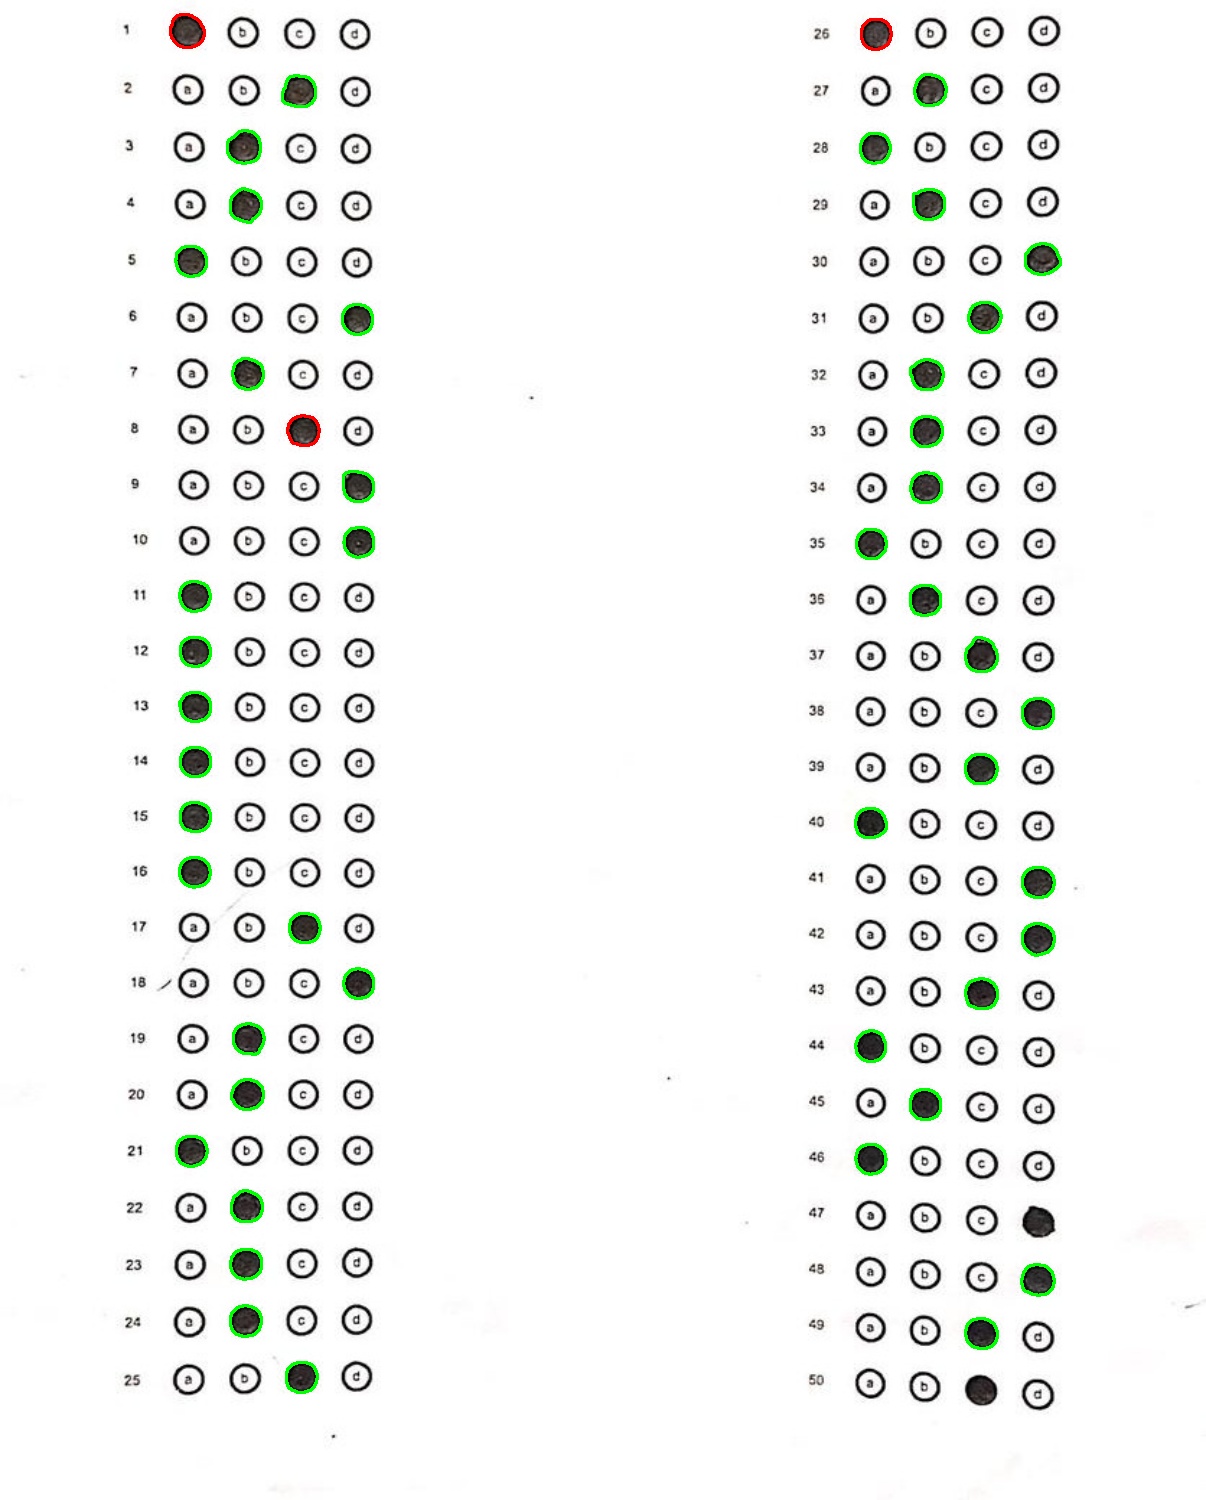 1 b c d
2 a b d
3 a c d
4 a c d
5 b c d
6 a b c
7 a c d
8 a b d
9 a b c
10 a b c
11 b c d
12 b c d
13 b c d
14 b c d
15 b c d
16 b c d
17 a b d
18 a b c
19 a c d
20 a c d
21 b c d
22 a c d
23 a c d
24 a c d
25 a b d
26 b c d
27 a c d
28 b c d
29 a c d
30 a b c
31 a b d
32 a c d
33 a c d
34 a c d
35 b c d
36 a c d
37 a b d
38 a b c
39 a b d
40 b c d
41 a b c
42 a b c
43 a b d
44 b c d
45 a c d
46 b c d
47 a b c
48 a b c
49 a b d
50 a b d